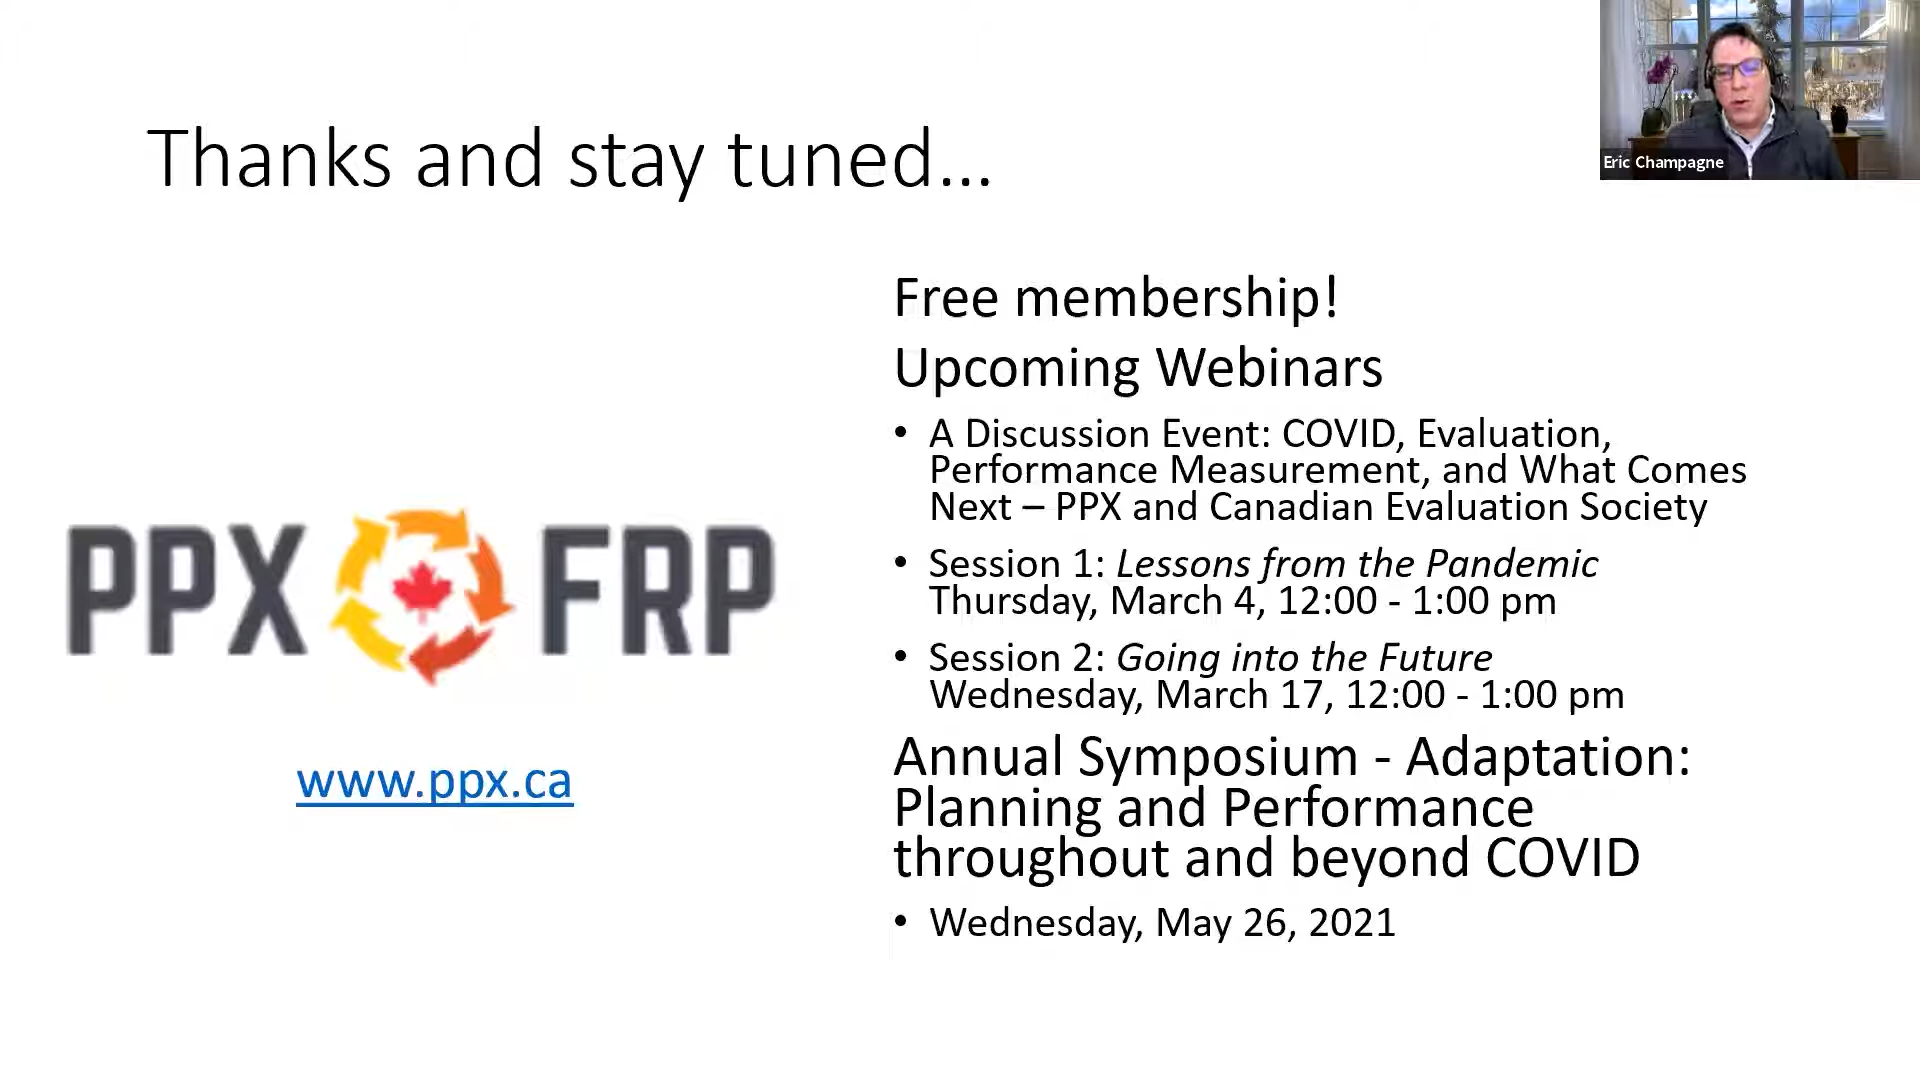 Thanks and stay tuned...
Eric Champagne
PPX FRP
www.ppx.ca
Free membership!
Upcoming Webinars
• A Discussion Event: COVID, Evaluation,
Performance Measurement, and What Comes
Next – PPX and Canadian Evaluation Society
• Session 1: Lessons from the Pandemic
Thursday, March 4, 12:00 - 1:00 pm
• Session 2: Going into the Future
Wednesday, March 17, 12:00 - 1:00 pm
Annual Symposium - Adaptation:
Planning and Performance
throughout and beyond COVID
• Wednesday, May 26, 2021